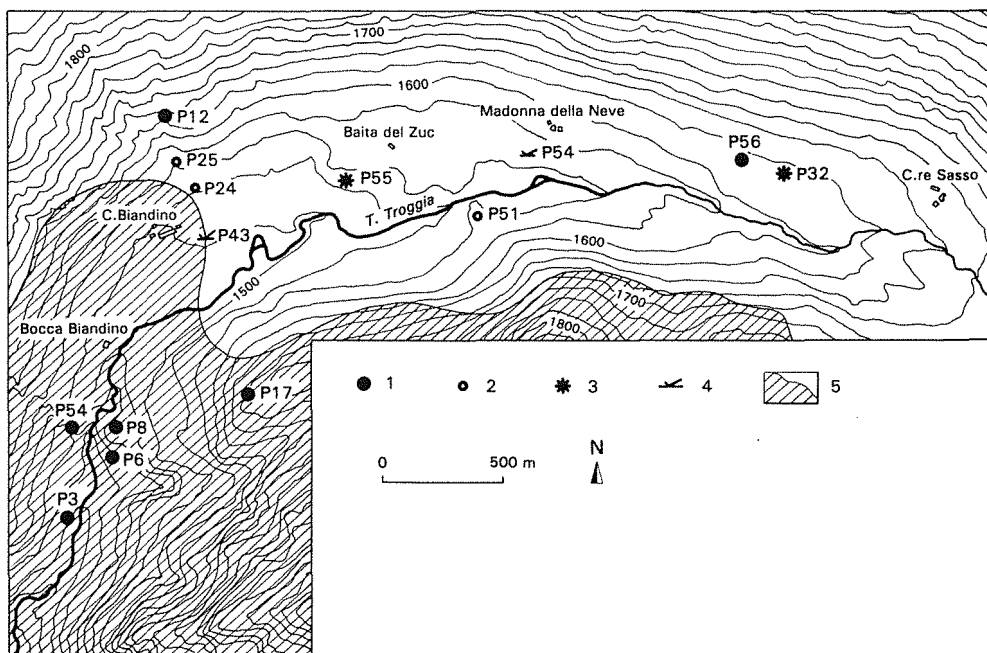 1700
1800
1600
P12
Madonna della Neve
Baita del Zuc
P54
P56
P25
P55
P32
C.re Sasso
P24
T. Troggia
P51
C.Biandino
P43
1600
1500
1700
1800
Bocca Biandino
P17
1 2 3 4 5
P54
P8
P6
0 500 m
N
P3